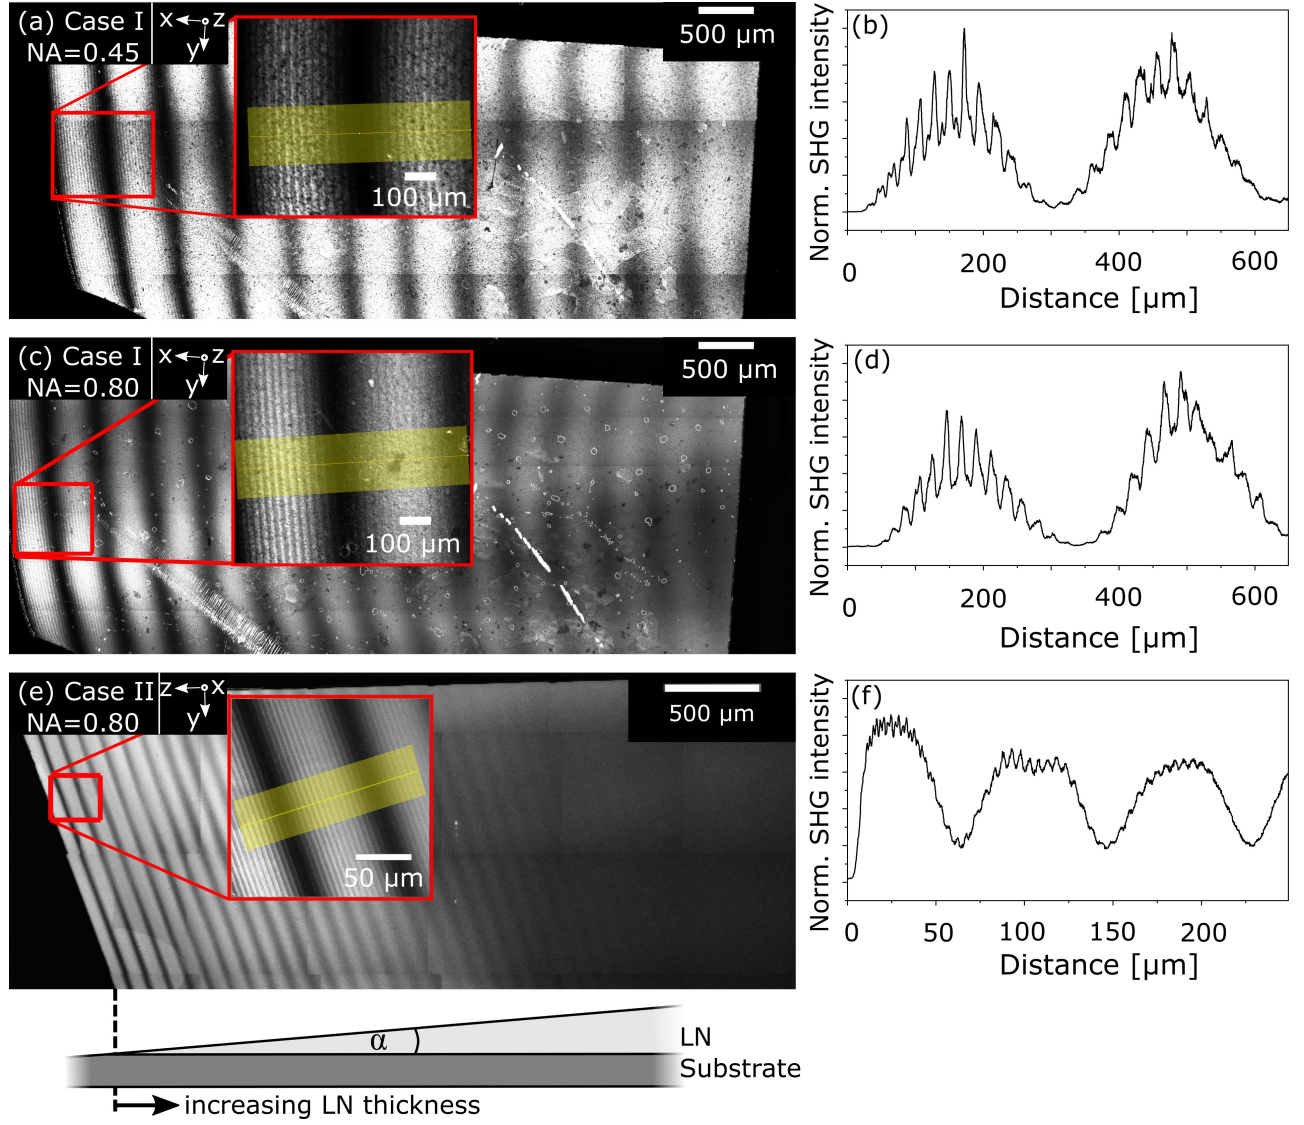 (a) Case I
NA=0.45
x z
y
100 µm
500 µm
(b)
Norm. SHG intensity
0 200 400 600
Distance [µm]
(c) Case I
NA=0.80
x z
y
100 µm
500 µm
(d)
Norm. SHG intensity
0 200 400 600
Distance [µm]
(e) Case II
NA=0.80
z x
y
50 µm
500 µm
(f)
Norm. SHG intensity
0 50 100 150 200
Distance [µm]
α
LN
Substrate
increasing LN thickness